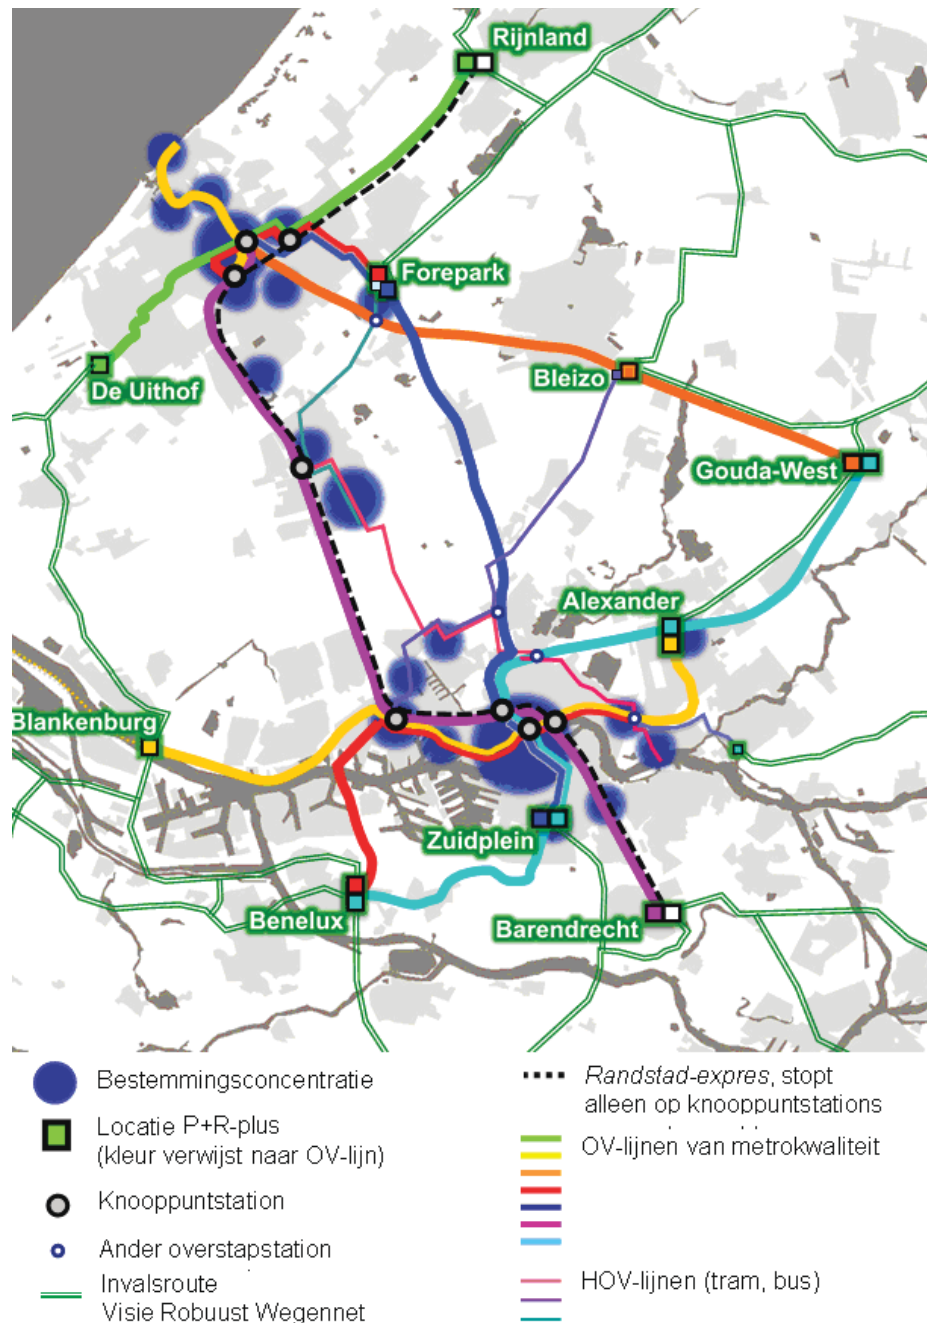 Rijnland
Forepark
De Uithof
Bleizo
Gouda-West
Alexander
Blankenburg
Zuidplein
Benelux
Barendrecht
Bestemmingsconcentratie
Locatie P+R-plus
(kleur verwijst naar OV-lijn)
Knooppuntstation
Ander overstapstation
Invalsroute
Visie Robuust Wegennet
Randstad-expres, stopt
alleen op knooppuntstations
OV-lijnen van metrokwaliteit
HOV-lijnen (tram, bus)